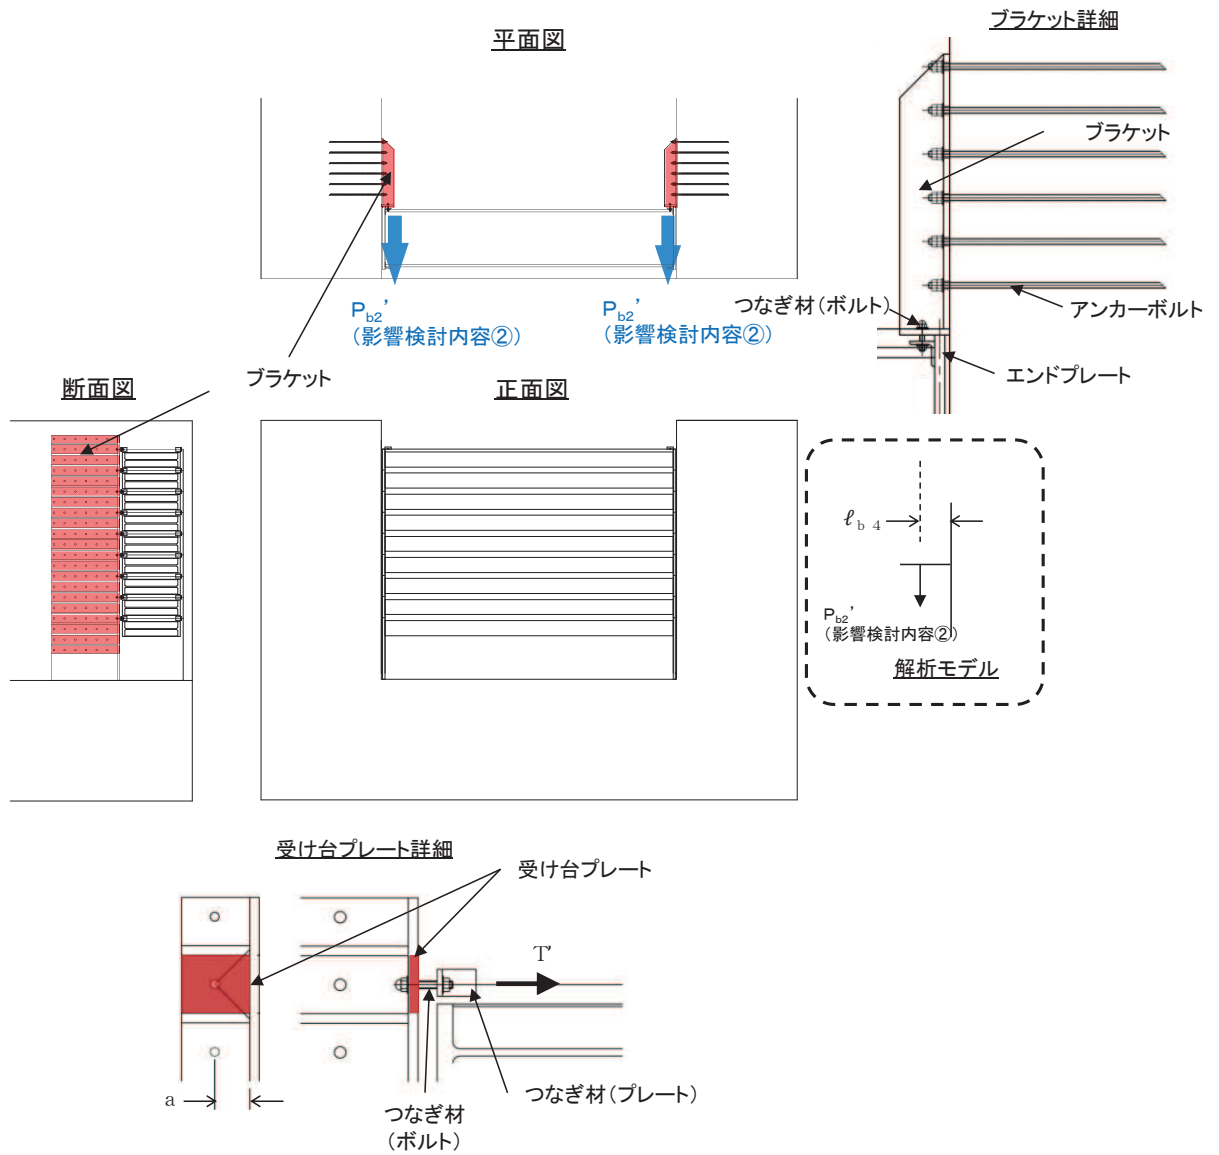 平面図
ブラケット詳細
ブラケット
Pb2’
(影響検討内容②)
Pb2’
(影響検討内容②)
つなぎ材(ボルト)
アンカーボルト
エンドプレート
ブラケット
断面図
正面図
ℓb4
Pb2’
(影響検討内容②)
解析モデル
受け台プレート詳細
受け台プレート
T’
a
つなぎ材
(ボルト)
つなぎ材(プレート)